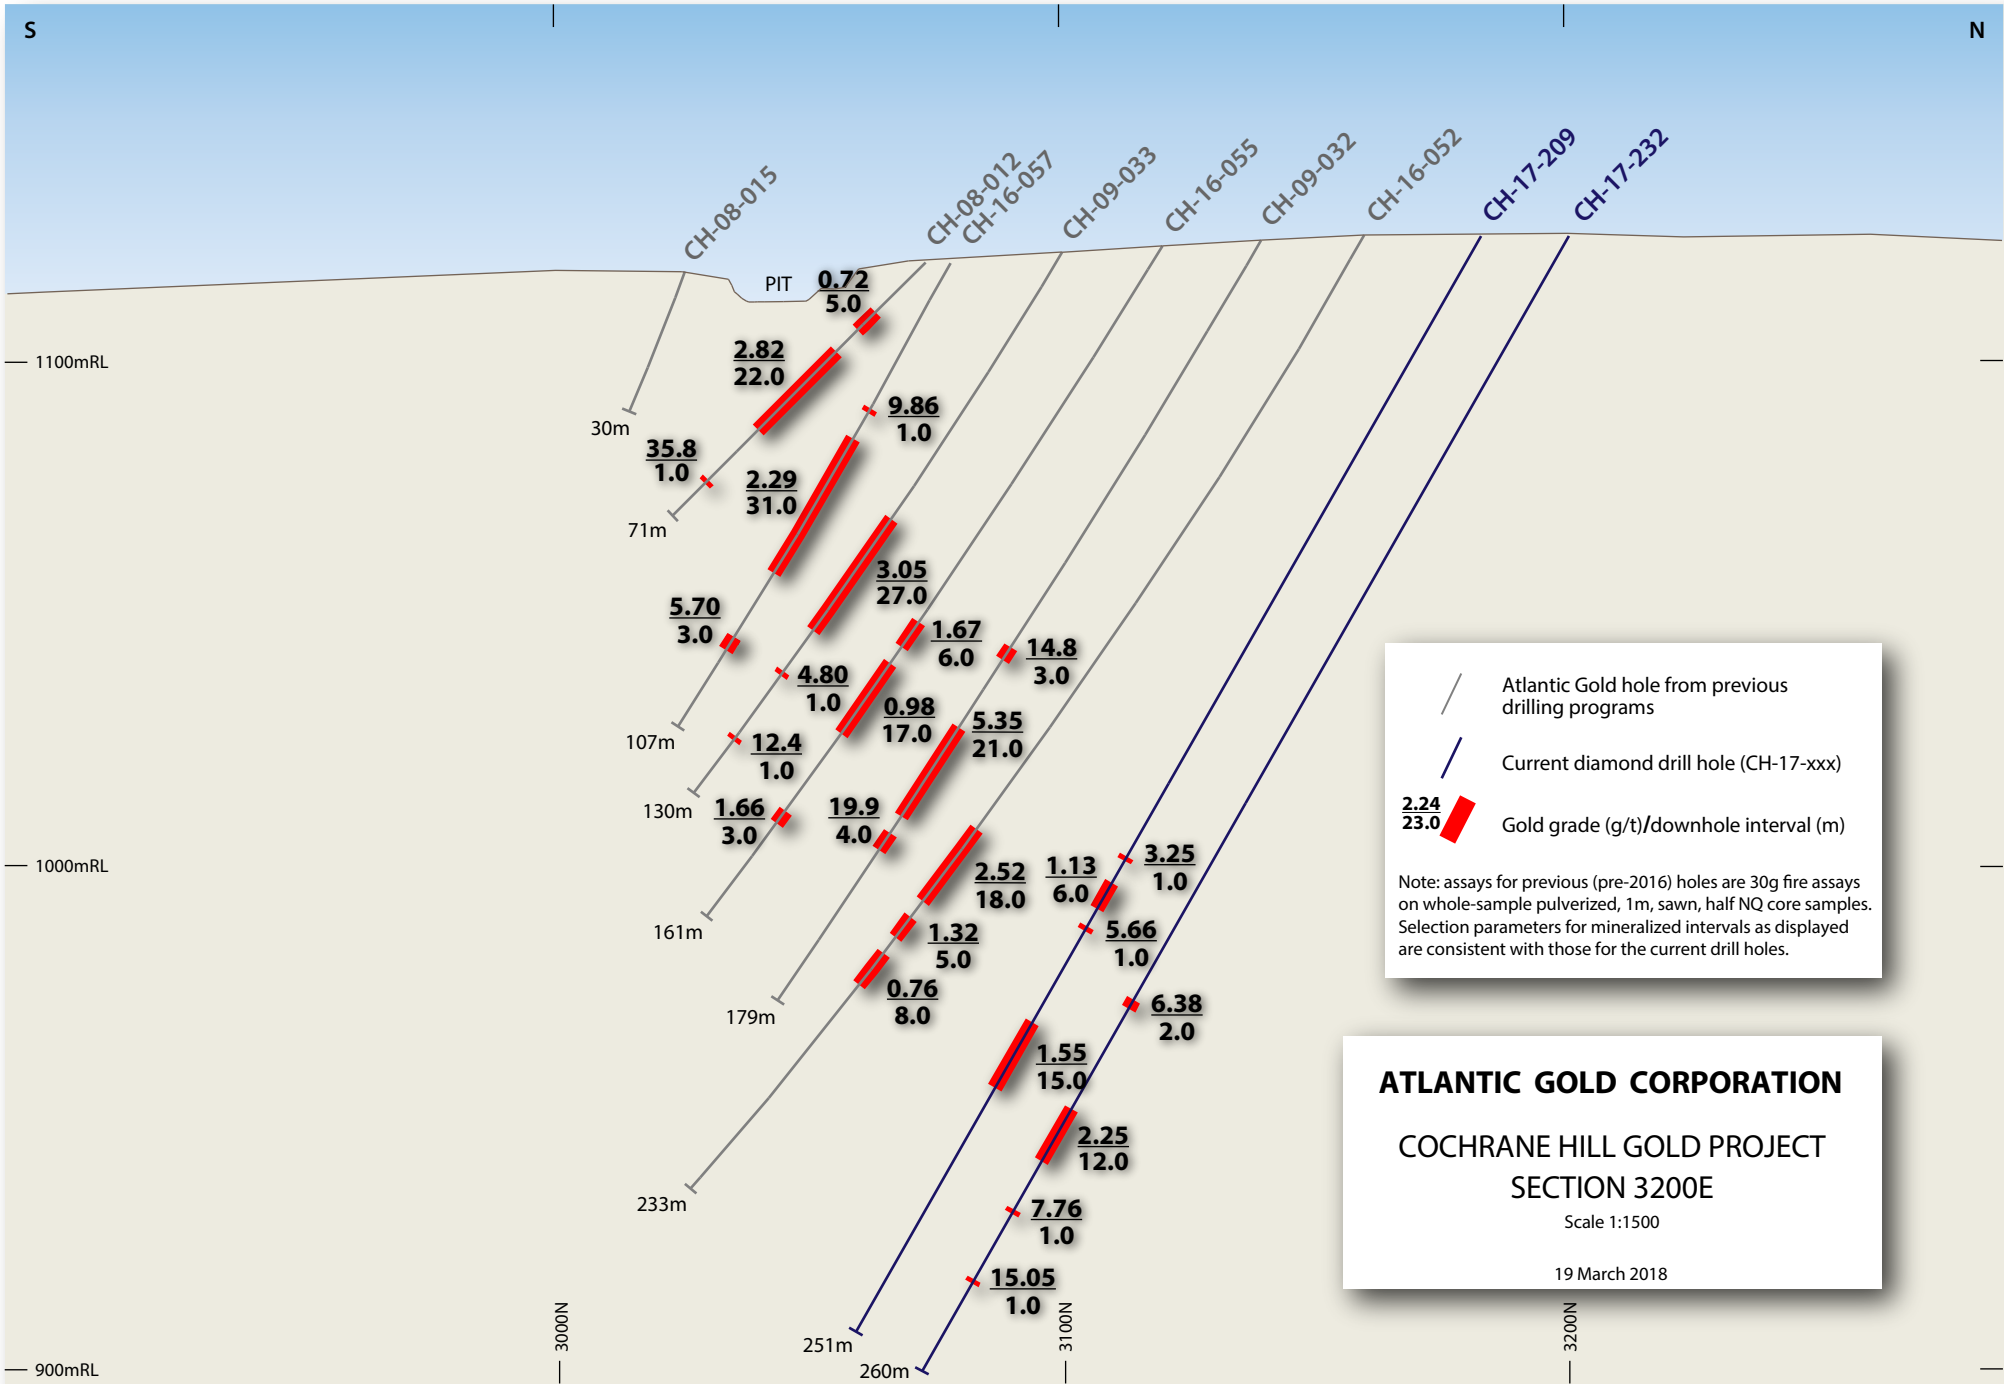 S
N
CH-08-015
CH-08-012
CH-16-057
CH-09-033
CH-16-055
CH-09-032
CH-16-052
CH-17-209
CH-17-232
PIT
0.72
5.0
2.82
22.0
1100mRL
9.86
1.0
30m
35.8
1.0
2.29
31.0
71m
3.05
27.0
5.70
3.0
1.67
6.0
14.8
3.0
4.80
1.0
0.98
17.0
5.35
21.0
107m
12.4
1.0
130m
1.66
3.0
19.9
4.0
1000mRL
2.52
18.0
1.13
6.0
3.25
1.0
161m
1.32
5.0
5.66
1.0
179m
0.76
8.0
6.38
2.0
1.55
15.0
2.25
12.0
233m
7.76
1.0
15.05
1.0
251m
260m
900mRL
3000N
3100N
3200N
Atlantic Gold hole from previous
drilling programs
Current diamond drill hole (CH-17-xxx)
2.24
23.0
Gold grade (g/t)/downhole interval (m)
Note: assays for previous (pre-2016) holes are 30g fire assays
on whole-sample pulverized, 1m, sawn, half NQ core samples.
Selection parameters for mineralized intervals as displayed
are consistent with those for the current drill holes.
ATLANTIC GOLD CORPORATION
COCHRANE HILL GOLD PROJECT
SECTION 3200E
Scale 1:1500
19 March 2018